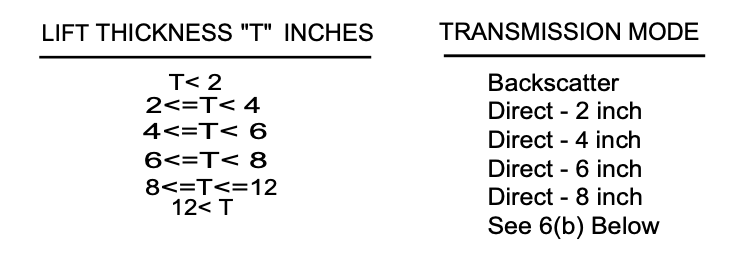 LIFT THICKNESS "T" INCHES TRANSMISSION MODE
T< 2 Backscatter
2<=T< 4 Direct - 2 inch
4<=T< 6 Direct - 4 inch
6<=T< 8 Direct - 6 inch
8<=T<=12 Direct - 8 inch
12< T See 6(b) Below